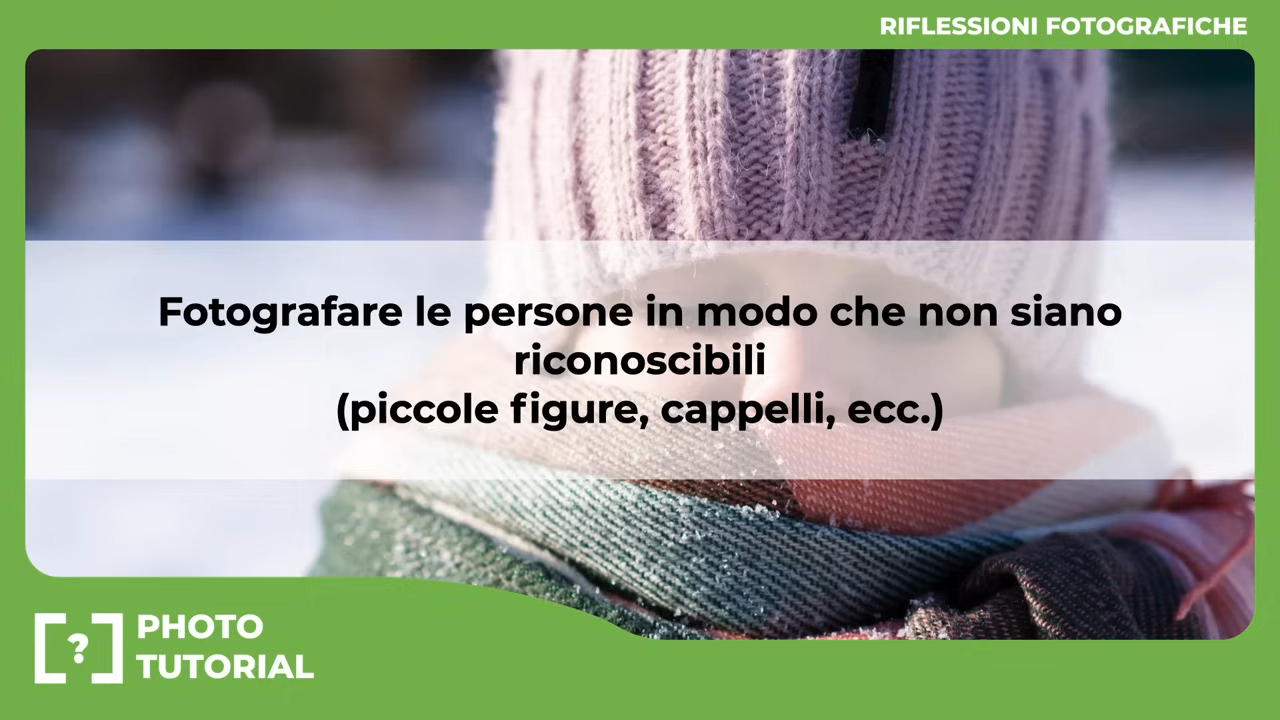 RIFLESSIONI FOTOGRAFICHE
Fotografare le persone in modo che non siano
riconoscibili
(piccole figure, cappelli, ecc.)
[?] PHOTO
TUTORIAL